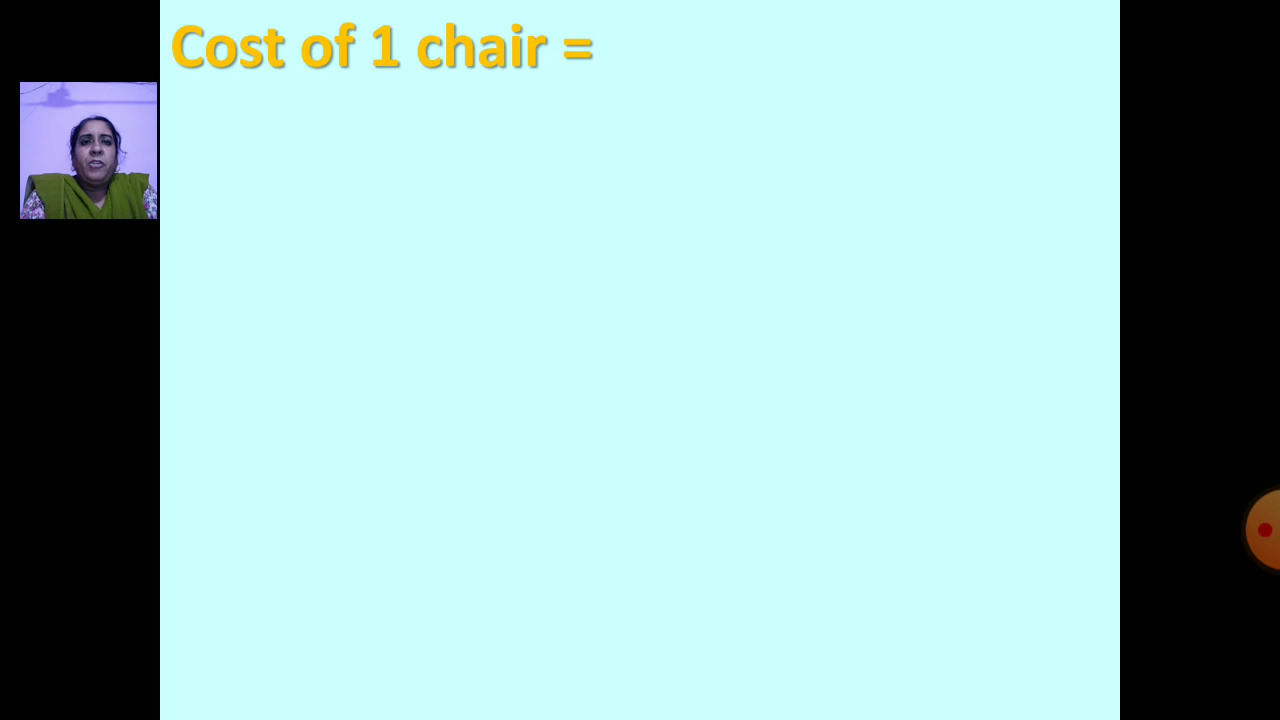 Cost of 1 chair =